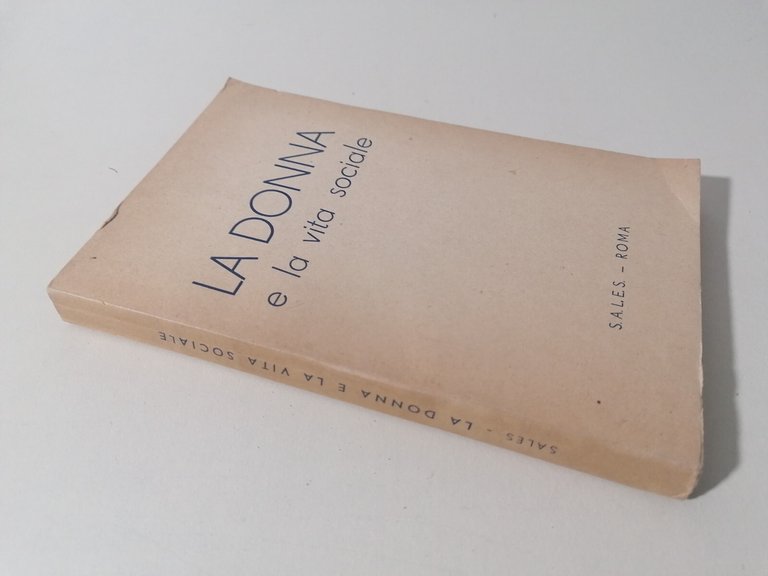 LA DONNA
e la vita sociale
S.A.L.E.S. - ROMA
SALES - LA DONNA E LA VITA SOCIALE